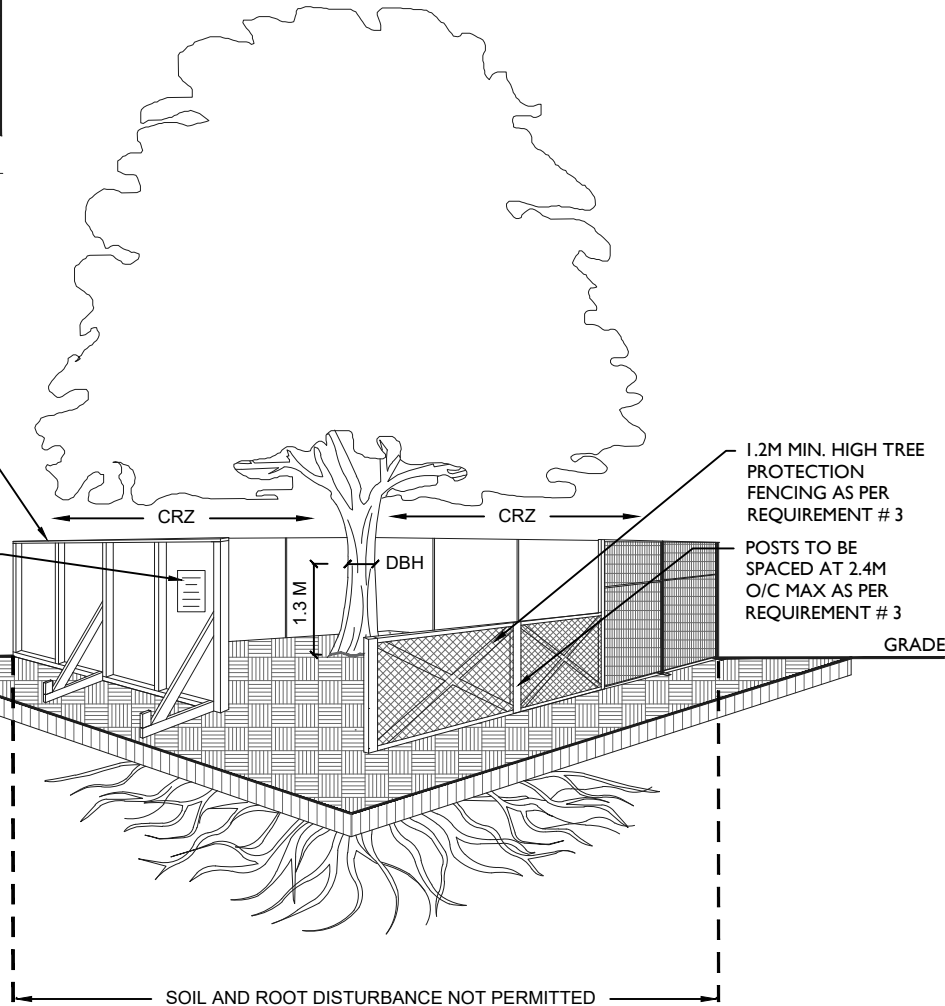 CRZ
CRZ
1.2M MIN. HIGH TREE
PROTECTION
FENCING AS PER
REQUIREMENT # 3
DBH
1.3 M
POSTS TO BE
SPACED AT 2.4M
O/C MAX AS PER
REQUIREMENT # 3
GRADE
SOIL AND ROOT DISTURBANCE NOT PERMITTED